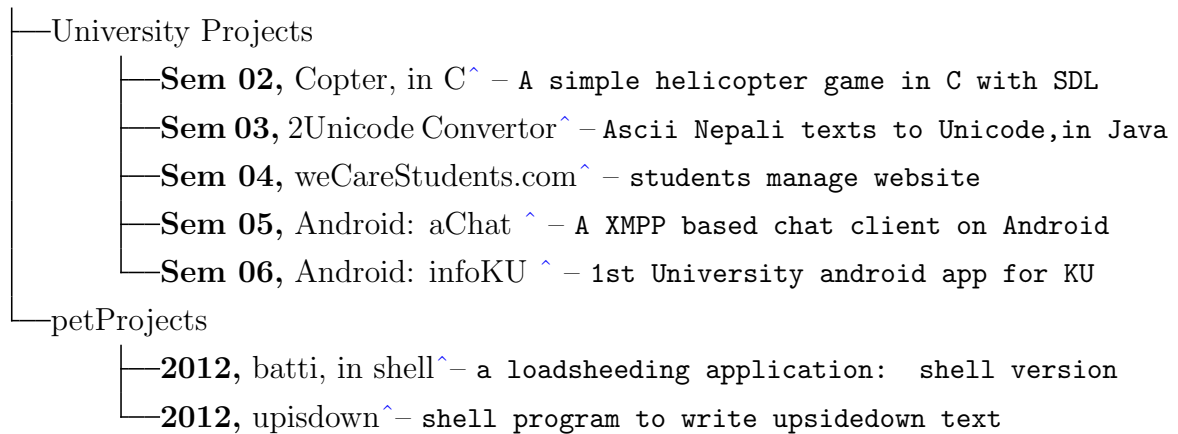 University Projects
Sem 02, Copter, in C^ – A simple helicopter game in C with SDL
Sem 03, 2Unicode Convertor^ – Ascii Nepali texts to Unicode,in Java
Sem 04, weCareStudents.com^ – students manage website
Sem 05, Android: aChat ^ – A XMPP based chat client on Android
Sem 06, Android: infoKU ^ – 1st University android app for KU
petProjects
2012, batti, in shell^– a loadsheeding application: shell version
2012, upisdown^– shell program to write upsidedown text